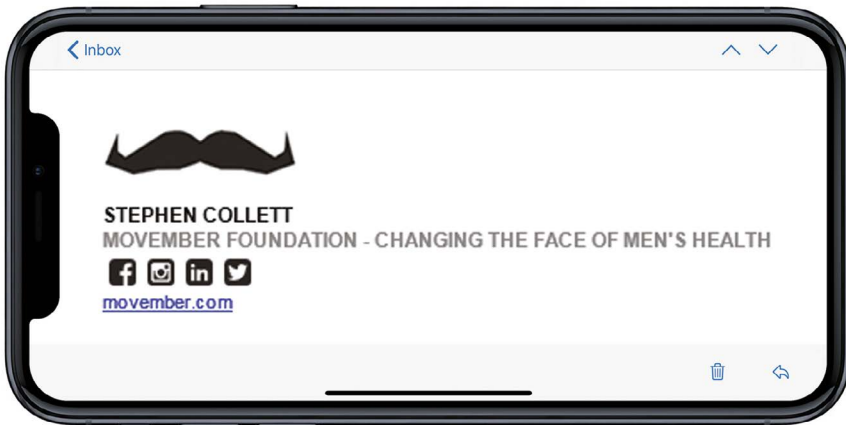 Inbox
STEPHEN COLLETT
MOVEMBER FOUNDATION - CHANGING THE FACE OF MEN'S HEALTH
movember.com